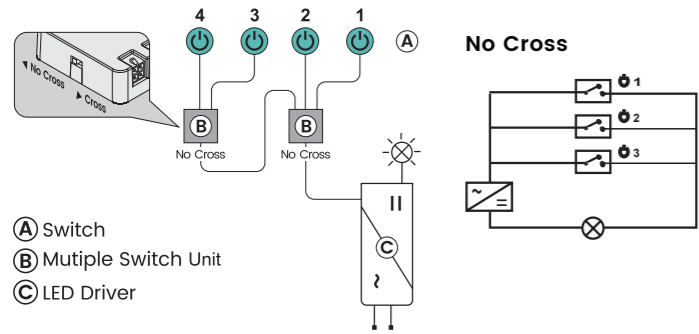 4 3 2 1
A
No Cross
Cross
B B
No Cross No Cross
C
A Switch
B Mutiple Switch Unit
C LED Driver
No Cross
1
2
3